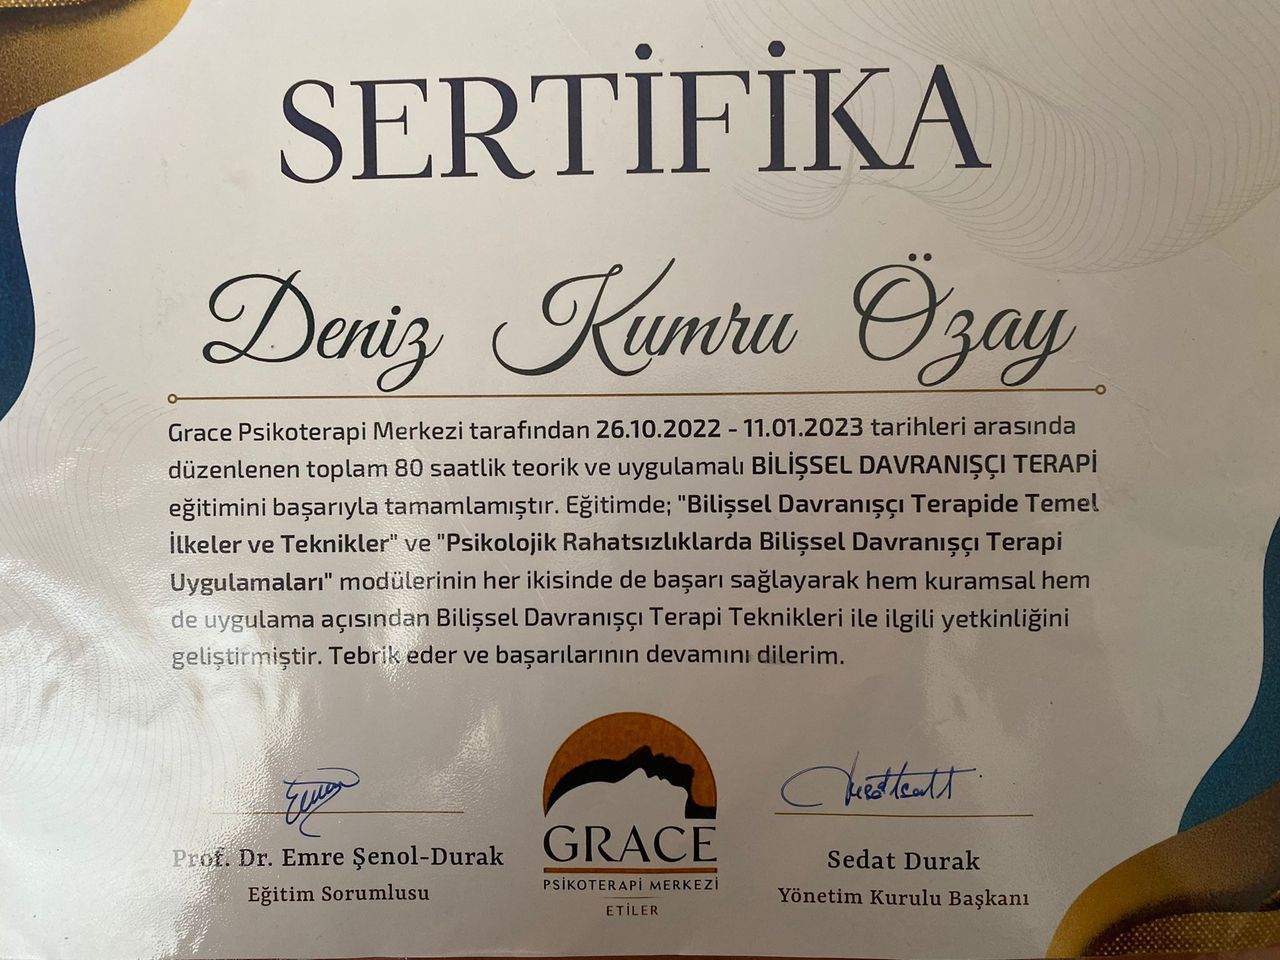 SERTİFİKA
Deniz Kumru Özay
Grace Psikoterapi Merkezi tarafından 26.10.2022 - 11.01.2023 tarihleri arasında
düzenlenen toplam 80 saatlik teorik ve uygulamalı BİLİŞSEL DAVRANIŞÇI TERAPİ
eğitimini başarıyla tamamlamıştır. Eğitimde; "Bilişsel Davranışçı Terapide Temel
İlkeler ve Teknikler" ve "Psikolojik Rahatsızlıklarda Bilişsel Davranışçı Terapi
Uygulamaları" modülerinin her ikisinde de başarı sağlayarak hem kuramsal hem
de uygulama açısından Bilişsel Davranışçı Terapi Teknikleri ile ilgili yetkinliğini
geliştirmiştir. Tebrik eder ve başarılarının devamını dilerim.
Prof. Dr. Emre Şenol-Durak
Eğitim Sorumlusu
GRACE
PSİKOTERAPİ MERKEZİ
ETİLER
Sedat Durak
Yönetim Kurulu Başkanı